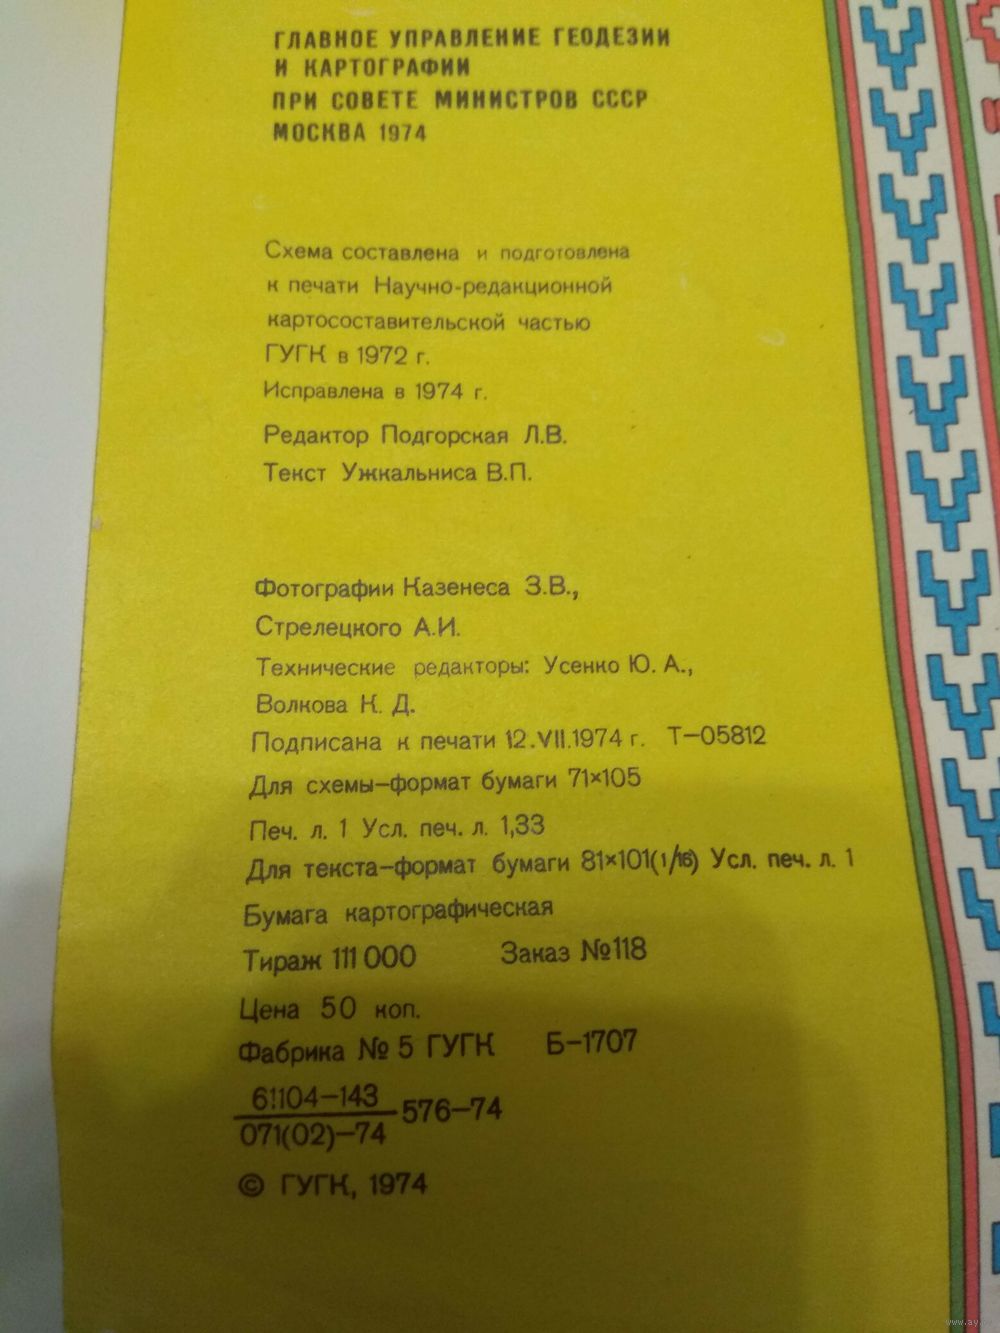 ГЛАВНОЕ УПРАВЛЕНИЕ ГЕОДЕЗИИ
И КАРТОГРАФИИ
ПРИ СОВЕТЕ МИНИСТРОВ СССР
МОСКВА 1974
Схема составлена и подготовлена
к печати Научно-редакционной
картосоставительской частью
ГУГК в 1972 г.
Исправлена в 1974 г.
Редактор Подгорская Л.В.
Текст Ужкальниса В.П.
Фотографии Казенеса З.В.,
Стрелецкого А.И.
Технические редакторы: Усенко Ю. А.,
Волкова К. Д.
Подписана к печати 12.VII.1974 г. Т–05812
Для схемы–формат бумаги 71×105
Печ. л. 1 Усл. печ. л. 1,33
Для текста–формат бумаги 81×101(1/16) Усл. печ. л. 1
Бумага картографическая
Тираж 111 000 Заказ №118
Цена 50 коп.
Фабрика № 5 ГУГК Б–1707
61104–143
071(02)–74
576–74
© ГУГК, 1974